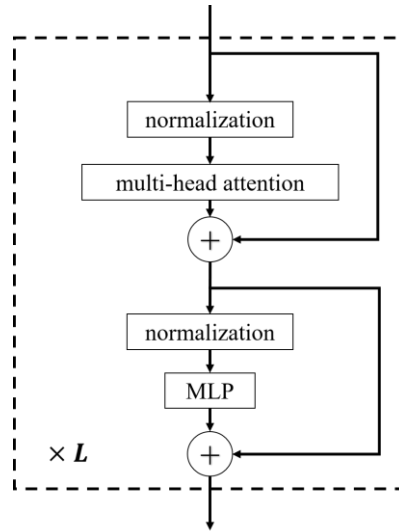 normalization
multi-head attention
+
normalization
MLP
+
× L